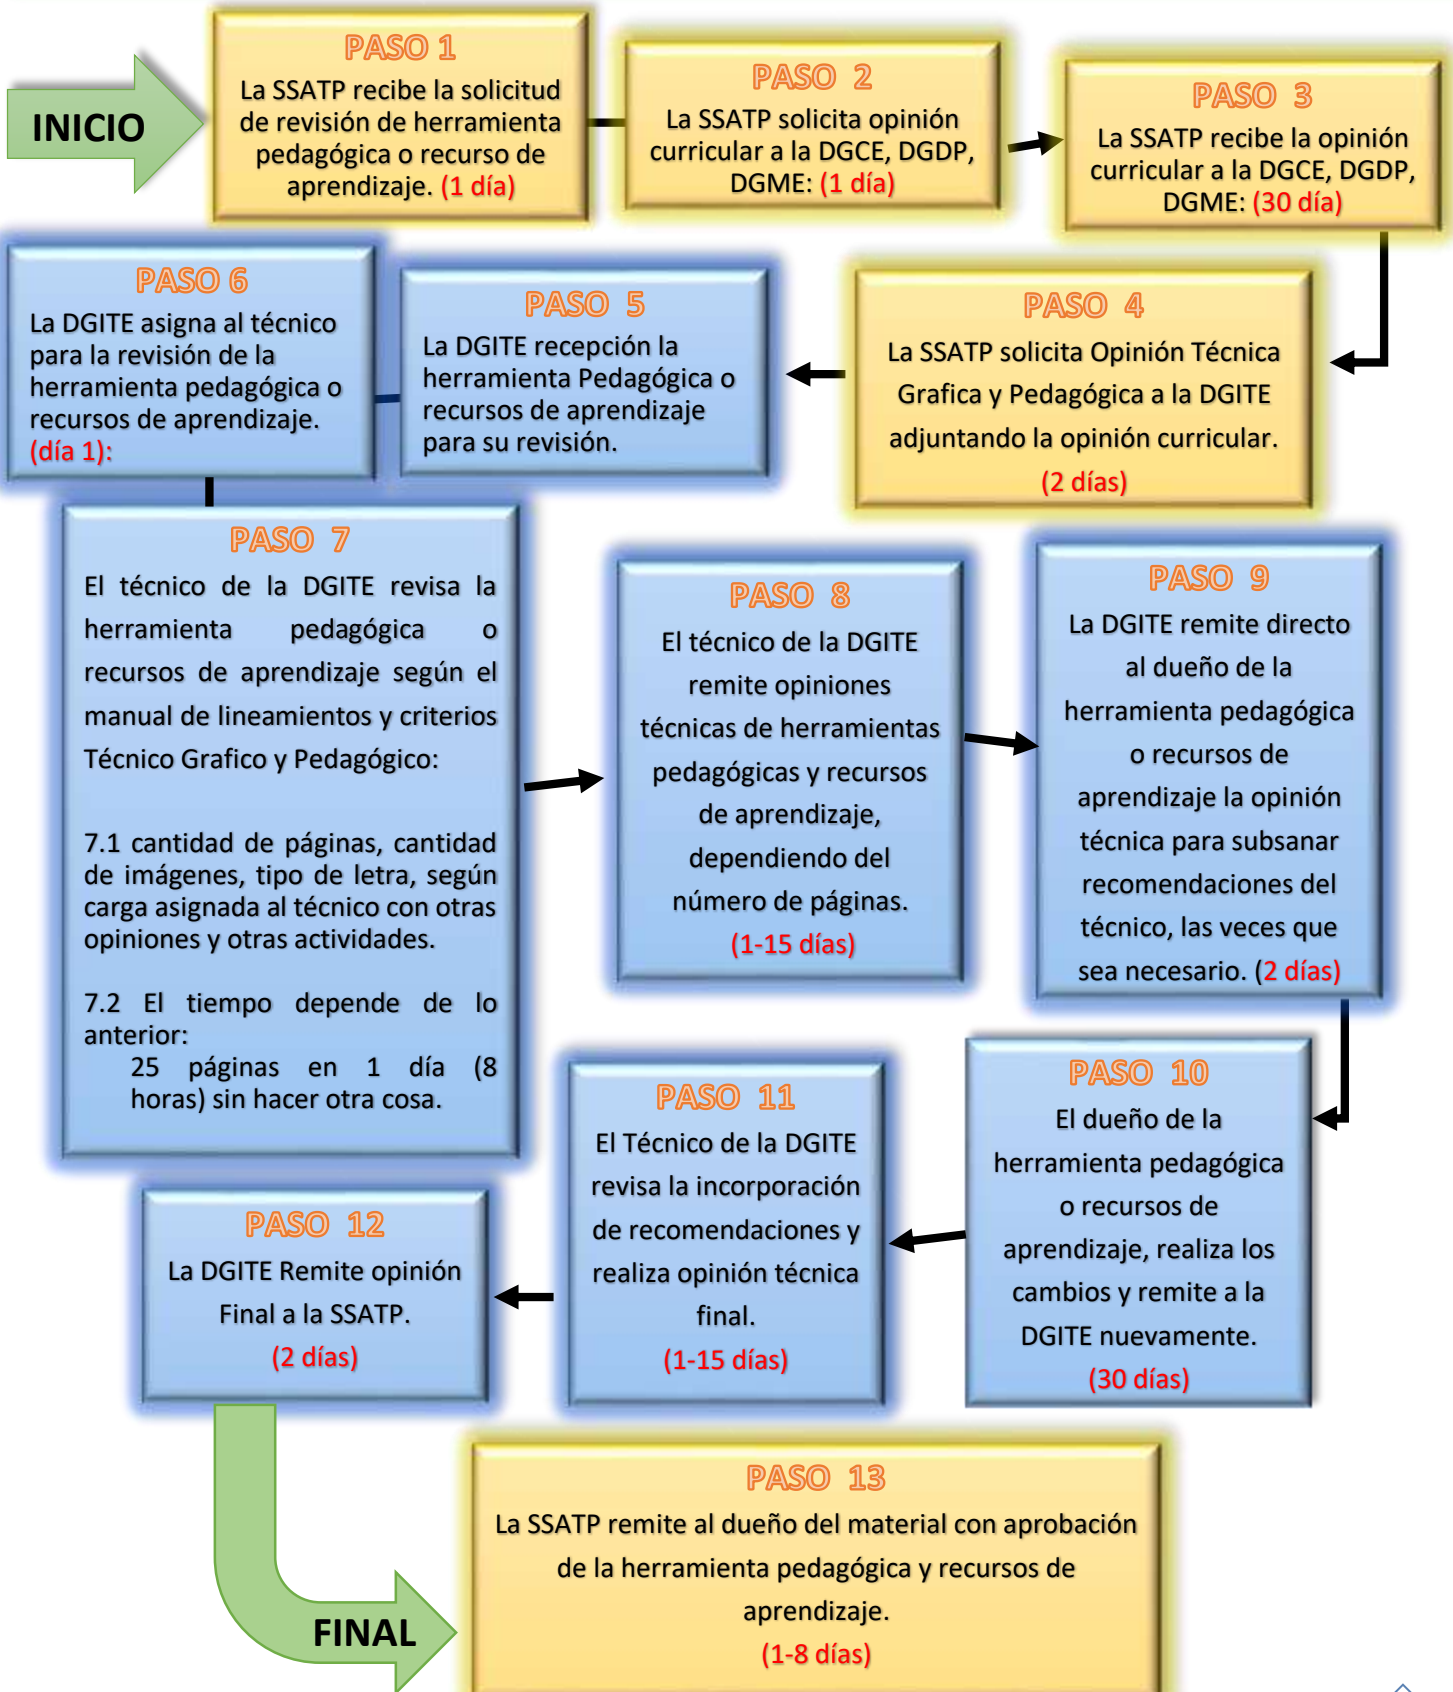 INICIO
PASO 1
La SSATP recibe la solicitud
de revisión de herramienta
pedagógica o recurso de
aprendizaje. (1 día)
PASO 2
La SSATP solicita opinión
curricular a la DGCE, DGDP,
DGME: (1 día)
PASO 3
La SSATP recibe la opinión
curricular a la DGCE, DGDP,
DGME: (30 día)
PASO 4
La SSATP solicita Opinión Técnica
Grafica y Pedagógica a la DGITE
adjuntando la opinión curricular.
(2 días)
PASO 5
La DGITE recepción la
herramienta Pedagógica o
recursos de aprendizaje
para su revisión.
PASO 6
La DGITE asigna al técnico
para la revisión de la
herramienta pedagógica o
recursos de aprendizaje.
(día 1):
PASO 7
El técnico de la DGITE revisa la
herramienta pedagógica o
recursos de aprendizaje según el
manual de lineamientos y criterios
Técnico Grafico y Pedagógico:
7.1 cantidad de páginas, cantidad
de imágenes, tipo de letra, según
carga asignada al técnico con otras
opiniones y otras actividades.
7.2 El tiempo depende de lo
anterior:
25 páginas en 1 día (8
horas) sin hacer otra cosa.
PASO 8
El técnico de la DGITE
remite opiniones
técnicas de herramientas
pedagógicas y recursos
de aprendizaje,
dependiendo del
número de páginas.
(1-15 días)
PASO 9
La DGITE remite directo
al dueño de la
herramienta pedagógica
o recursos de
aprendizaje la opinión
técnica para subsanar
recomendaciones del
técnico, las veces que
sea necesario. (2 días)
PASO 10
El dueño de la
herramienta pedagógica
o recursos de
aprendizaje, realiza los
cambios y remite a la
DGITE nuevamente.
(30 días)
PASO 11
El Técnico de la DGITE
revisa la incorporación
de recomendaciones y
realiza opinión técnica
final.
(1-15 días)
PASO 12
La DGITE Remite opinión
Final a la SSATP.
(2 días)
FINAL
PASO 13
La SSATP remite al dueño del material con aprobación
de la herramienta pedagógica y recursos de
aprendizaje.
(1-8 días)